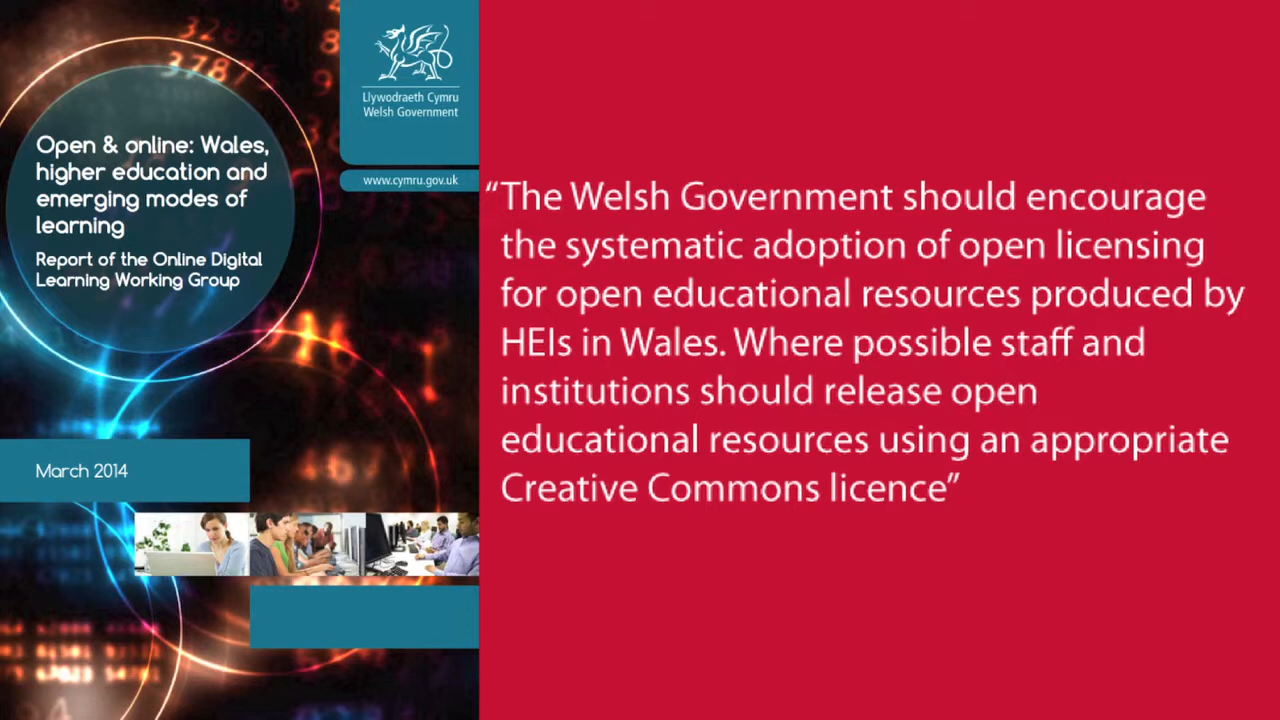 Open & online: Wales,
higher education and
emerging modes of
learning
Report of the Online Digital
Learning Working Group
March 2014
Llywodraeth Cymru
Welsh Government
www.cymru.gov.uk
“The Welsh Government should encourage
the systematic adoption of open licensing
for open educational resources produced by
HEIs in Wales. Where possible staff and
institutions should release open
educational resources using an appropriate
Creative Commons licence”